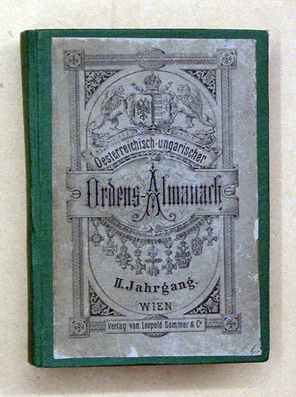 Oesterreichisch-ungarischer
Ordens-Almanach
II. Jahrgang.
WIEN
Verlag von Leopold Sommer & Co